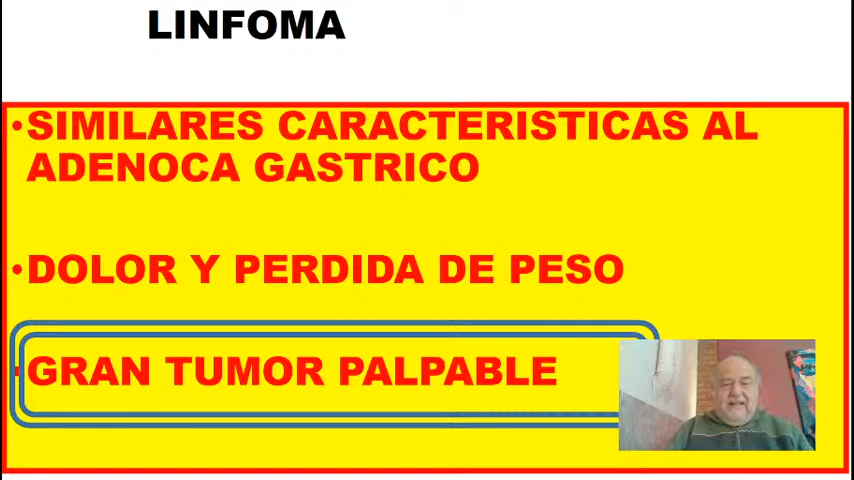 LINFOMA
•SIMILARES CARACTERISTICAS AL
ADENOCA GASTRICO
•DOLOR Y PERDIDA DE PESO
•GRAN TUMOR PALPABLE